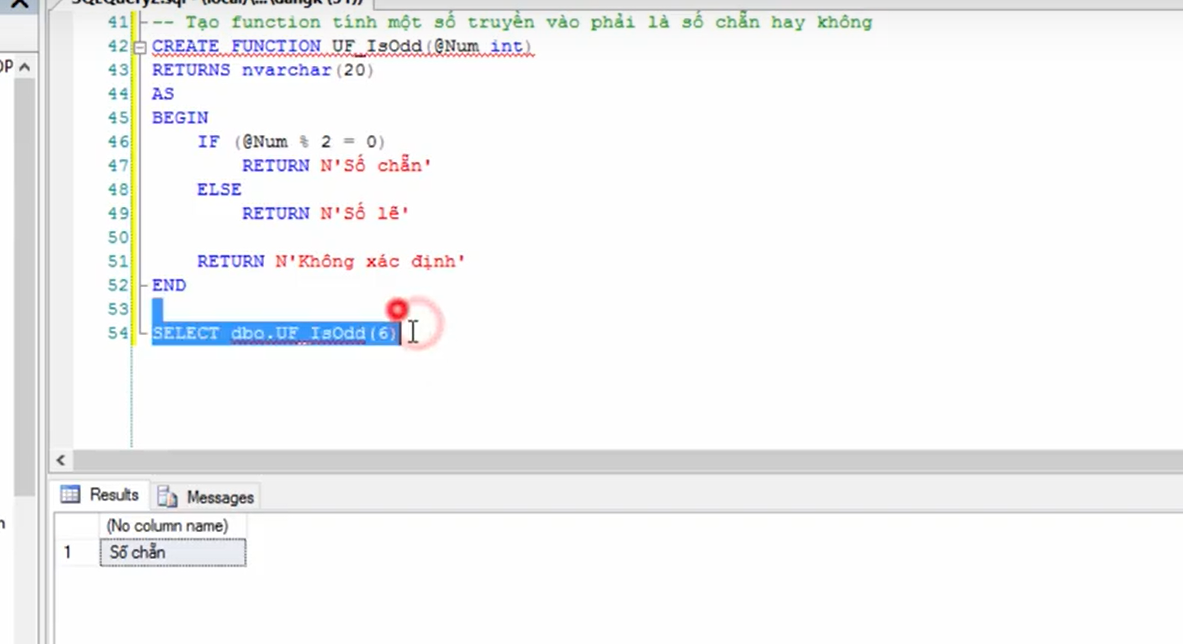 41 -- Tạo function tính một số truyền vào phải là số chẵn hay không
42 CREATE FUNCTION UF_IsOdd(@Num int)
43 RETURNS nvarchar(20)
44 AS
45 BEGIN
46 IF (@Num % 2 = 0)
47 RETURN N'Số chẵn'
48 ELSE
49 RETURN N'Số lẽ'
50
51 RETURN N'Không xác định'
52 END
53
54 SELECT dbo.UF_IsOdd(6)
Results Messages
(No column name)
1 Số chẵn